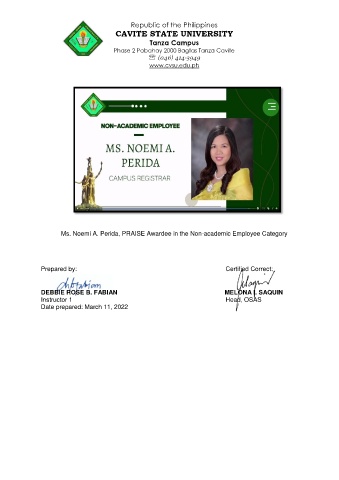 Republic of the Philippines
CAVITE STATE UNIVERSITY
Tanza Campus
Phase 2 Pabahay 2000 Bagtas Tanza Cavite
☏ (046) 424-3949
www.cvsu.edu.ph
NON-ACADEMIC EMPLOYEE
MS. NOEMI A.
PERIDA
CAMPUS REGISTRAR
Ms. Noemi A. Perida, PRAISE Awardee in the Non-academic Employee Category
Prepared by: Certified Correct:
DEBBIE ROSE B. FABIAN MELONA I. SAQUIN
Instructor 1 Head, OSAS
Date prepared: March 11, 2022